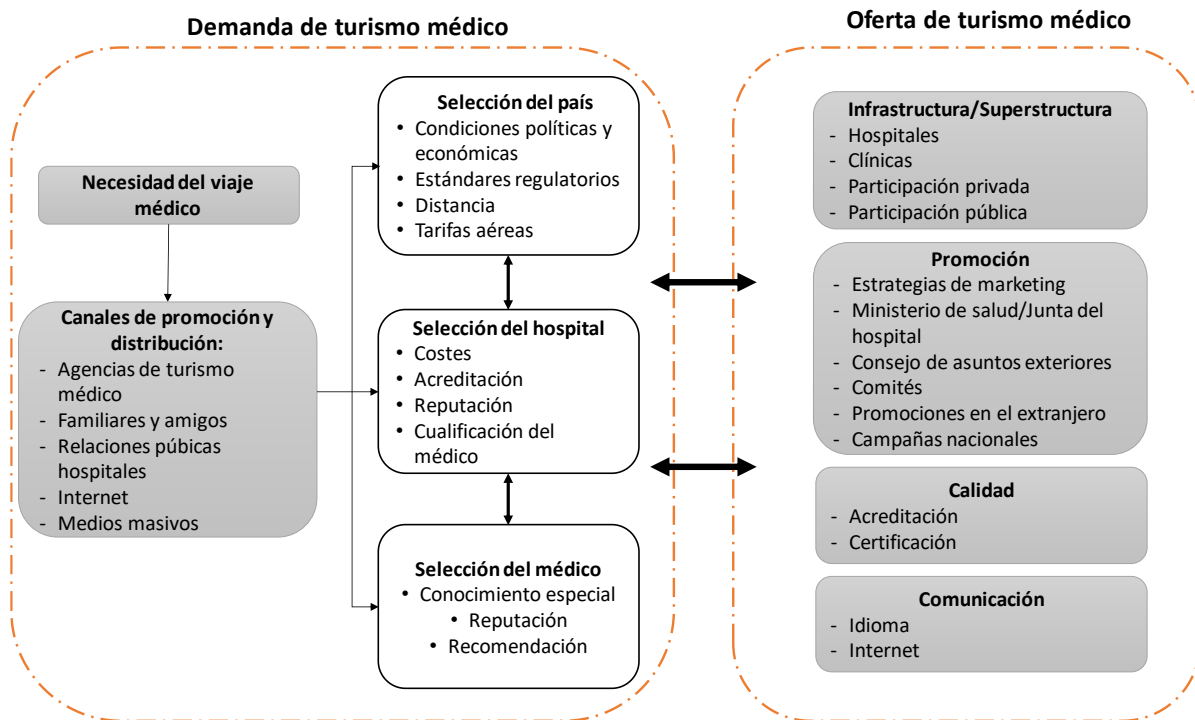 Demanda de turismo médico
Necesidad del viaje
médico
Canales de promoción y
distribución:
- Agencias de turismo
médico
- Familiares y amigos
- Relaciones púbicas
hospitales
- Internet
- Medios masivos
Selección del país
• Condiciones políticas y
económicas
• Estándares regulatorios
• Distancia
• Tarifas aéreas
Selección del hospital
• Costes
• Acreditación
• Reputación
• Cualificación del
médico
Selección del médico
• Conocimiento especial
• Reputación
• Recomendación
Oferta de turismo médico
Infrastructura/Superstructura
- Hospitales
- Clínicas
- Participación privada
- Participación pública
Promoción
- Estrategias de marketing
- Ministerio de salud/Junta del
hospital
- Consejo de asuntos exteriores
- Comités
- Promociones en el extranjero
- Campañas nacionales
Calidad
- Acreditación
- Certificación
Comunicación
- Idioma
- Internet